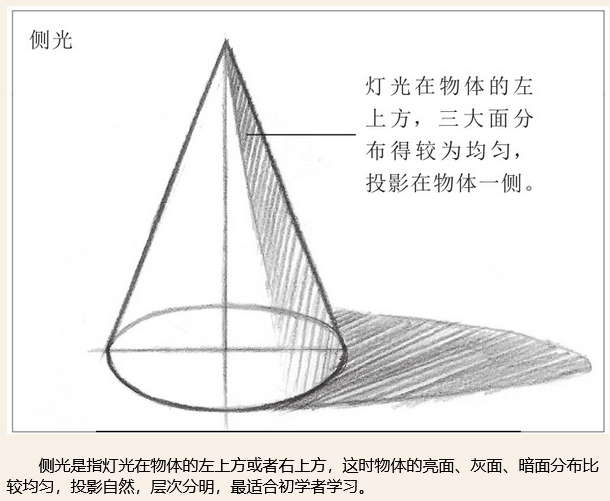 侧光
灯光在物体的左
上方，三大面分
布得较为均匀，
投影在物体一侧。
侧光是指灯光在物体的左上方或者右上方，这时物体的亮面、灰面、暗面分布比
较均匀，投影自然，层次分明，最适合初学者学习。